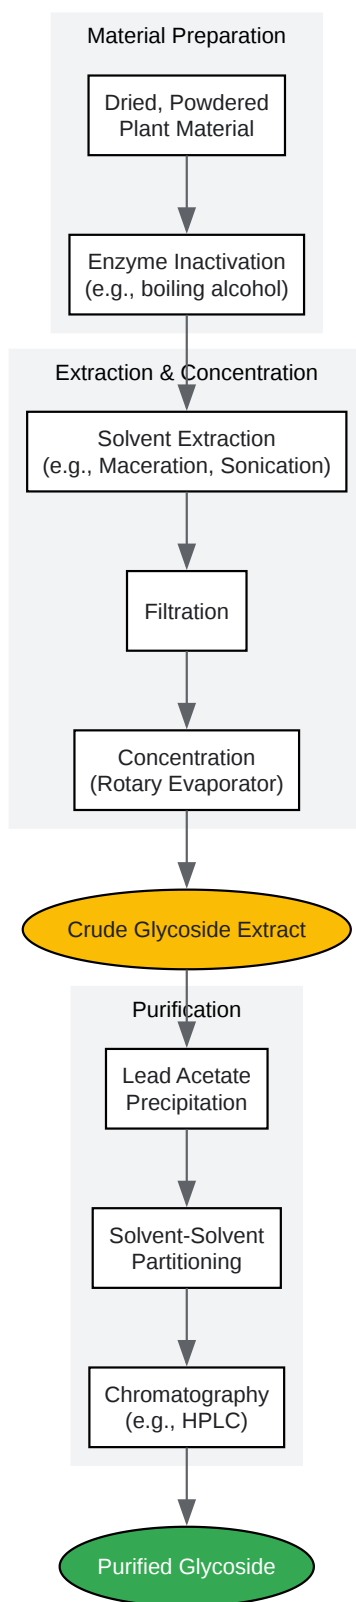 Material Preparation
Dried, Powdered
Plant Material
Enzyme Inactivation
(e.g., boiling alcohol)
Extraction & Concentration
Solvent Extraction
(e.g., Maceration, Sonication)
Filtration
Concentration
(Rotary Evaporator)
Crude Glycoside Extract
Purification
Lead Acetate
Precipitation
Solvent-Solvent
Partitioning
Chromatography
(e.g., HPLC)
Purified Glycoside